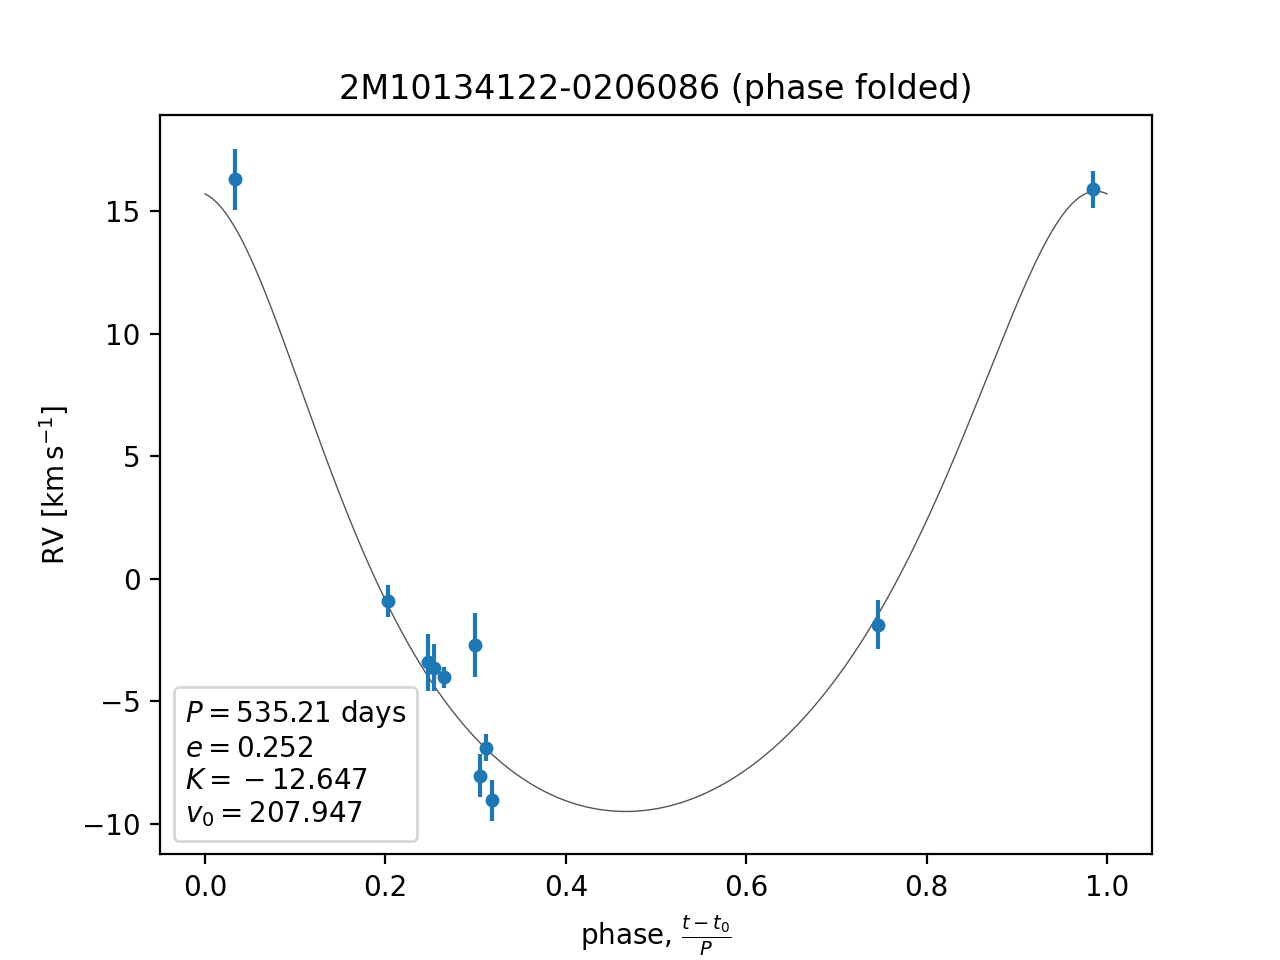 2M10134122-0206086 (phase folded)
RV [km s⁻¹]
15
10
5
0
−5
−10
P = 535.21 days
e = 0.252
K = −12.647
v₀ = 207.947
0.0 0.2 0.4 0.6 0.8 1.0
phase, (t − t₀)/P